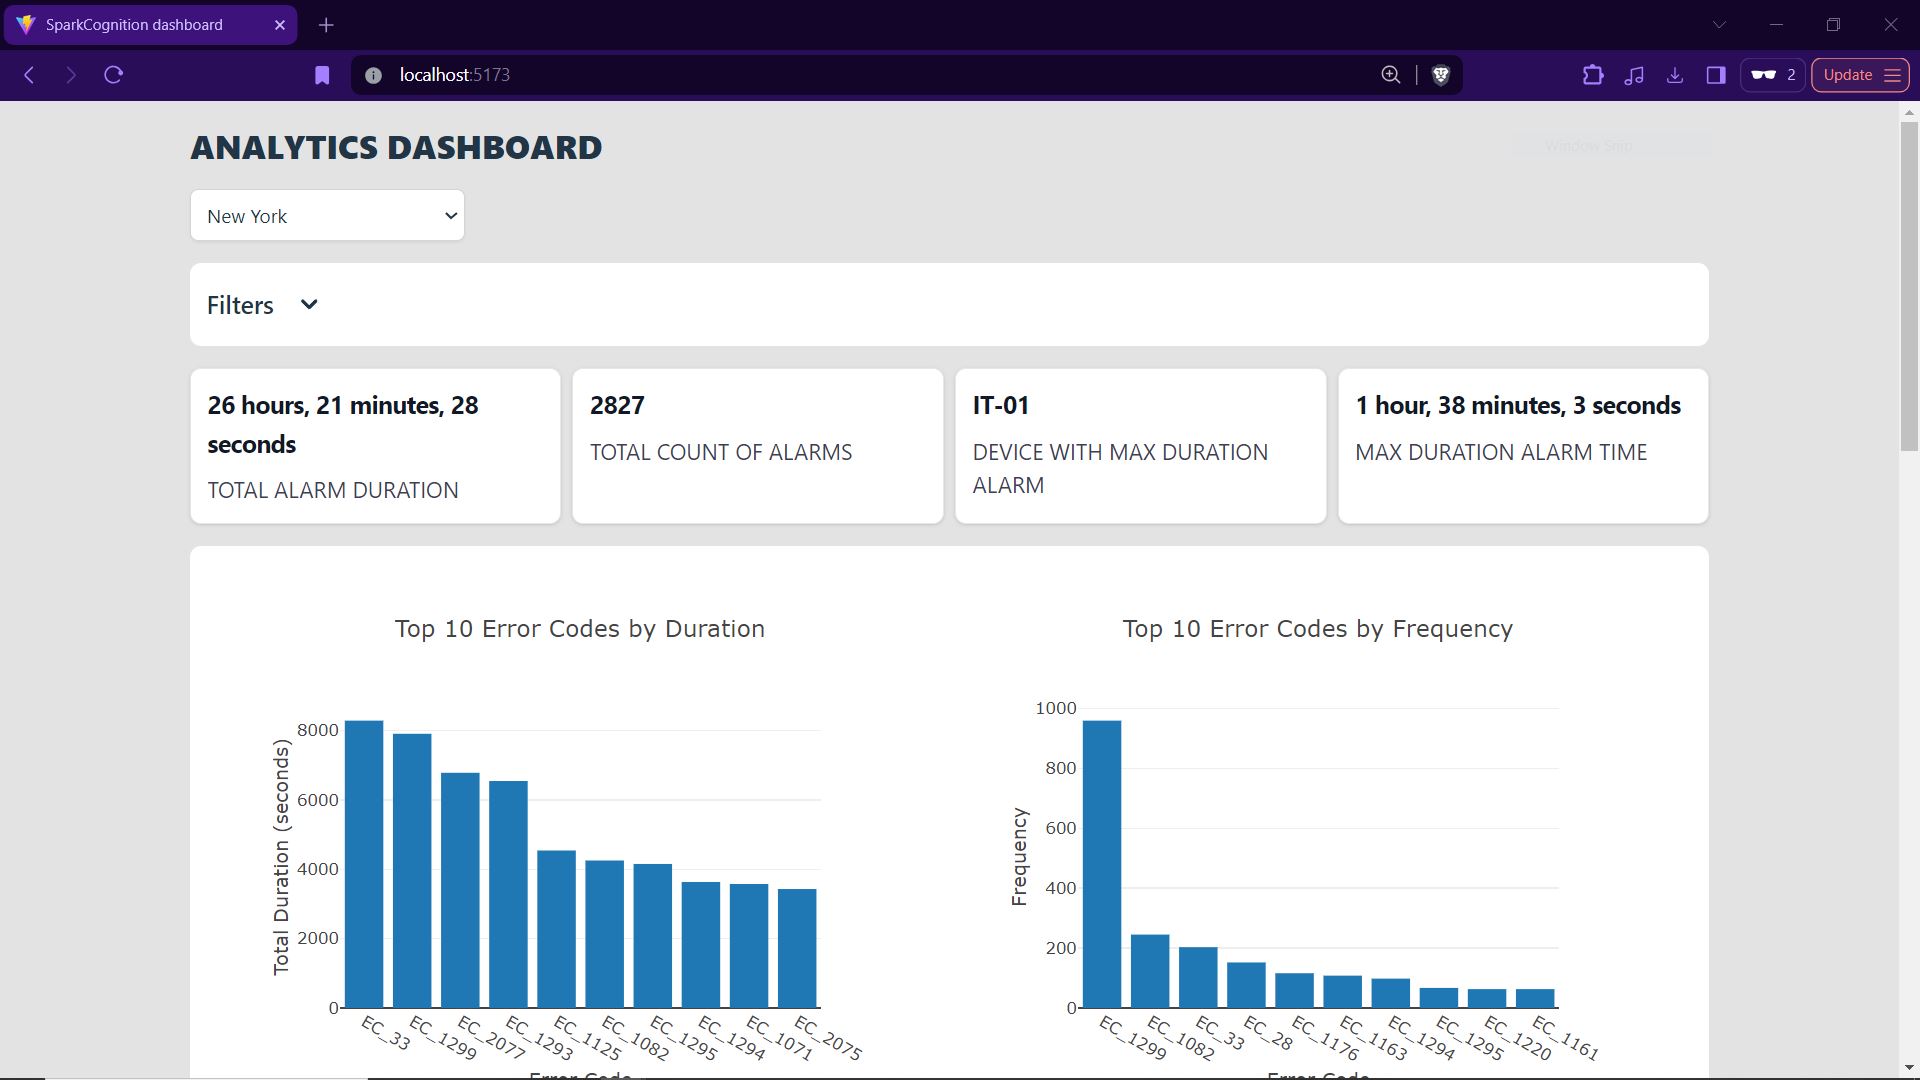 SparkCognition dashboard
localhost:5173
2
Update
ANALYTICS DASHBOARD
Window Snip
New York
Filters
26 hours, 21 minutes, 28
seconds
TOTAL ALARM DURATION
2827
TOTAL COUNT OF ALARMS
IT-01
DEVICE WITH MAX DURATION
ALARM
1 hour, 38 minutes, 3 seconds
MAX DURATION ALARM TIME
Top 10 Error Codes by Duration
Total Duration (seconds)
8000
6000
4000
2000
0
EC_33
EC_1299
EC_2077
EC_1293
EC_1125
EC_1082
EC_1295
EC_1294
EC_1071
EC_2075
Error Code
Top 10 Error Codes by Frequency
Frequency
1000
800
600
400
200
0
EC_1299
EC_1082
EC_33
EC_28
EC_1176
EC_1163
EC_1294
EC_1295
EC_1220
EC_1161
Error Code